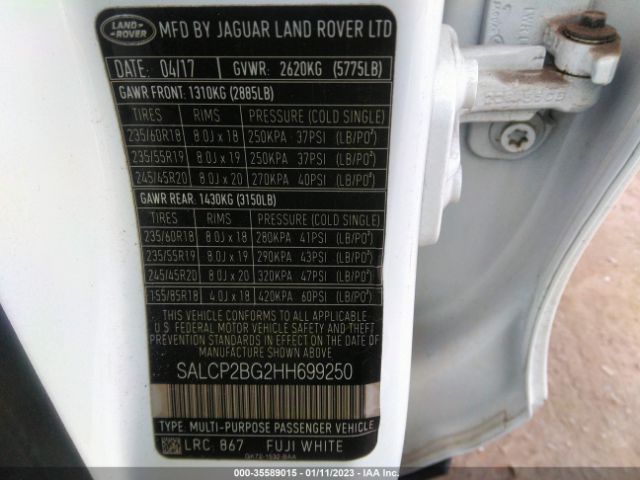 LAND-
ROVER
MFD BY JAGUAR LAND ROVER LTD
DATE: 04/17 GVWR: 2620KG (5775LB)
GAWR FRONT: 1310KG (2885LB)
TIRES RIMS PRESSURE (COLD SINGLE)
235/60R18 8.0J x 18 250KPA 37PSI (LB/PO²)
235/55R19 8.0J x 19 250KPA 37PSI (LB/PO²)
245/45R20 8.0J x 20 270KPA 40PSI (LB/PO²)
GAWR REAR: 1430KG (3150LB)
TIRES RIMS PRESSURE (COLD SINGLE)
235/60R18 8.0J x 18 280KPA 41PSI (LB/PO²)
235/55R19 8.0J x 19 290KPA 43PSI (LB/PO²)
245/45R20 8.0J x 20 320KPA 47PSI (LB/PO²)
155/85R18 4.0J x 18 420KPA 60PSI (LB/PO²)
THIS VEHICLE CONFORMS TO ALL APPLICABLE
U.S. FEDERAL MOTOR VEHICLE SAFETY AND THEFT
PREVENTION STANDARDS IN EFFECT ON THE DATE
OF MANUFACTURE SHOWN ABOVE
SALCP2BG2HH699250
TYPE: MULTI-PURPOSE PASSENGER VEHICLE
LRC: 867 FUJI WHITE
GK72-1532-BAA
000-35589015 - 01/11/2023 - IAA Inc.